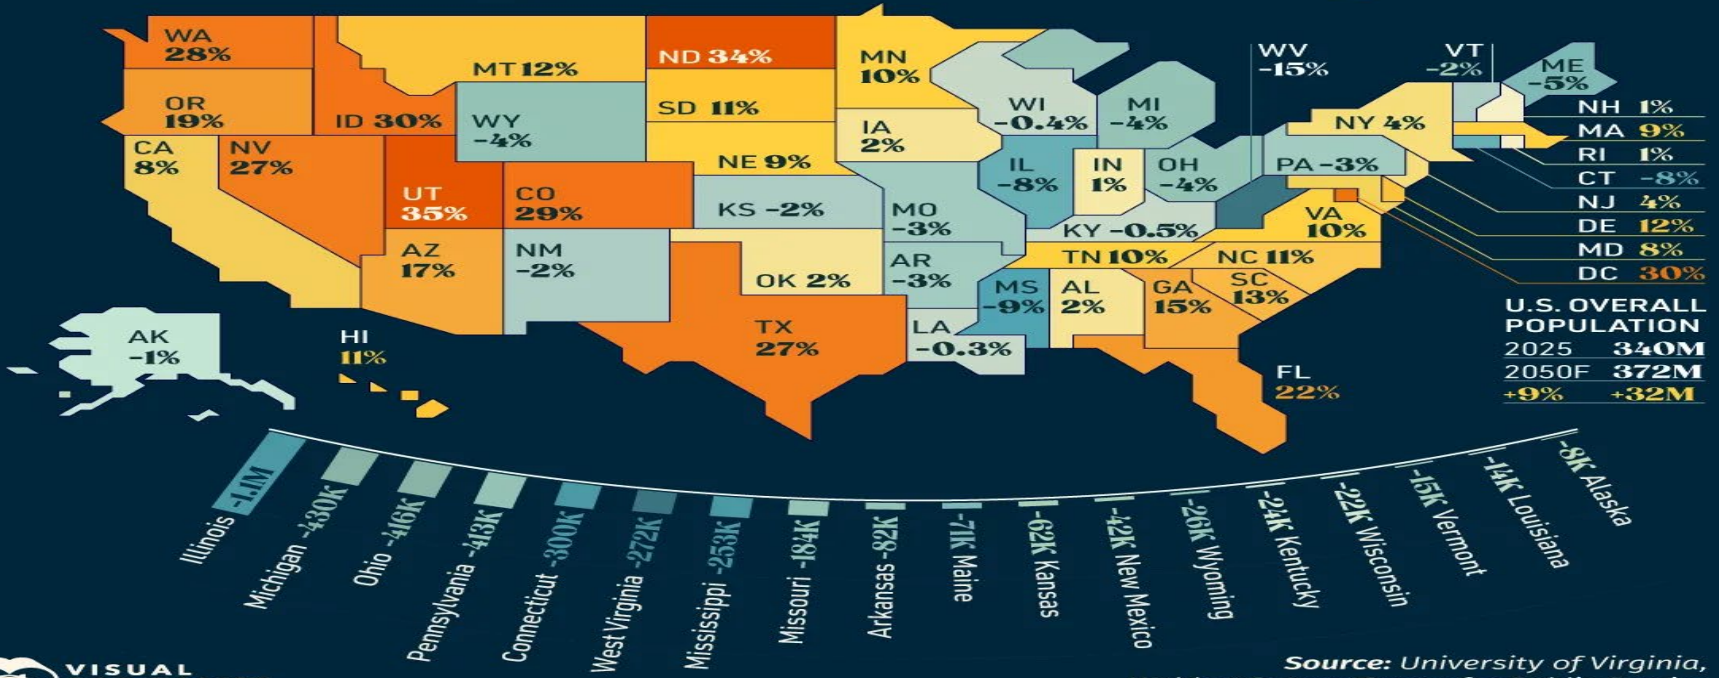 WA
28%
OR
19%
CA
8%
NV
27%
ID 30%
MT 12%
WY
-4%
UT
35%
CO
29%
AZ
17%
NM
-2%
ND 34%
SD 11%
NE 9%
KS -2%
OK 2%
TX
27%
MN
10%
IA
2%
MO
-3%
AR
-3%
LA
-0.3%
WI
-0.4%
IL
-8%
MS
-9%
MI
-4%
IN
1%
OH
-4%
KY -0.5%
TN 10%
AL
2%
GA
15%
FL
22%
SC
13%
NC 11%
VA
10%
WV
-15%
PA -3%
NY 4%
VT
-2%
ME
-5%
NH 1%
MA 9%
RI 1%
CT -8%
NJ 4%
DE 12%
MD 8%
DC 30%
AK
-1%
HI
11%
U.S. OVERALL
POPULATION
2025 340M
2050F 372M
+9% +32M
Illinois -1.1M
Michigan -430K
Ohio -416K
Pennsylvania -413K
Connecticut -300K
West Virginia -272K
Mississippi -253K
Missouri -184K
Arkansas -82K
-71K Maine
-62K Kansas
-42K New Mexico
-26K Wyoming
-24K Kentucky
-22K Wisconsin
-15K Vermont
-14K Louisiana
-8K Alaska
VISUAL
Source: University of Virginia,